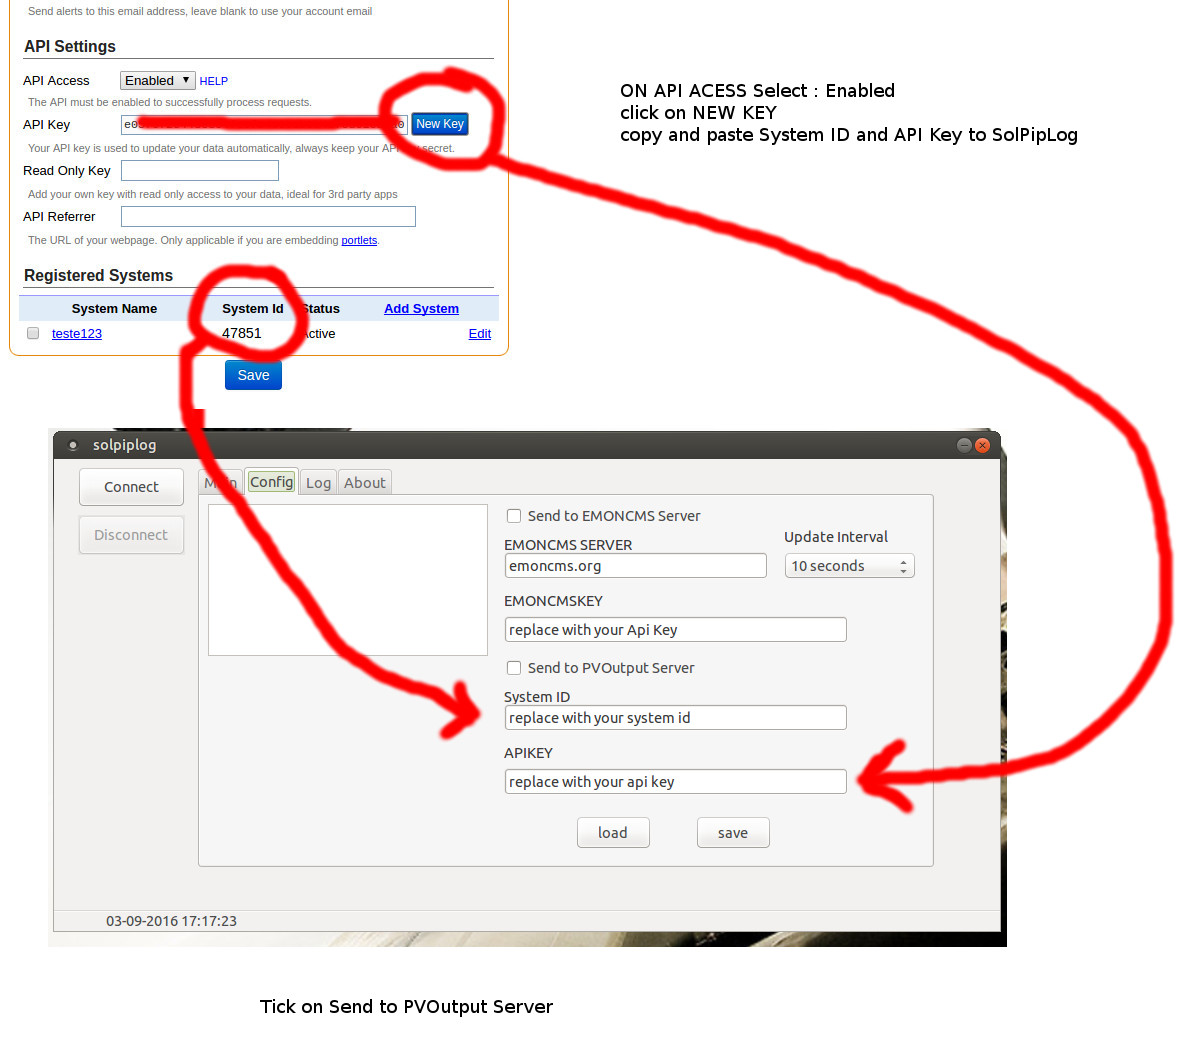 Send alerts to this email address, leave blank to use your account email
API Settings
API Access Enabled ▼ HELP
The API must be enabled to successfully process requests.
API Key New Key
Your API key is used to update your data automatically, always keep your API secret.
Read Only Key
Add your own key with read only access to your data, ideal for 3rd party apps
API Referrer
The URL of your webpage. Only applicable if you are embedding portlets.
Registered Systems
System Name System Id Status Add System
teste123 47851 Active Edit
Save
ON API ACESS Select : Enabled
click on NEW KEY
copy and paste System ID and API Key to SolPipLog
solpiplog
Connect
Disconnect
Main Config Log About
Send to EMONCMS Server
EMONCMS SERVER Update Interval
emoncms.org 10 seconds
EMONCMSKEY
replace with your Api Key
Send to PVOutput Server
System ID
replace with your system id
APIKEY
replace with your api key
load save
03-09-2016 17:17:23
Tick on Send to PVOutput Server